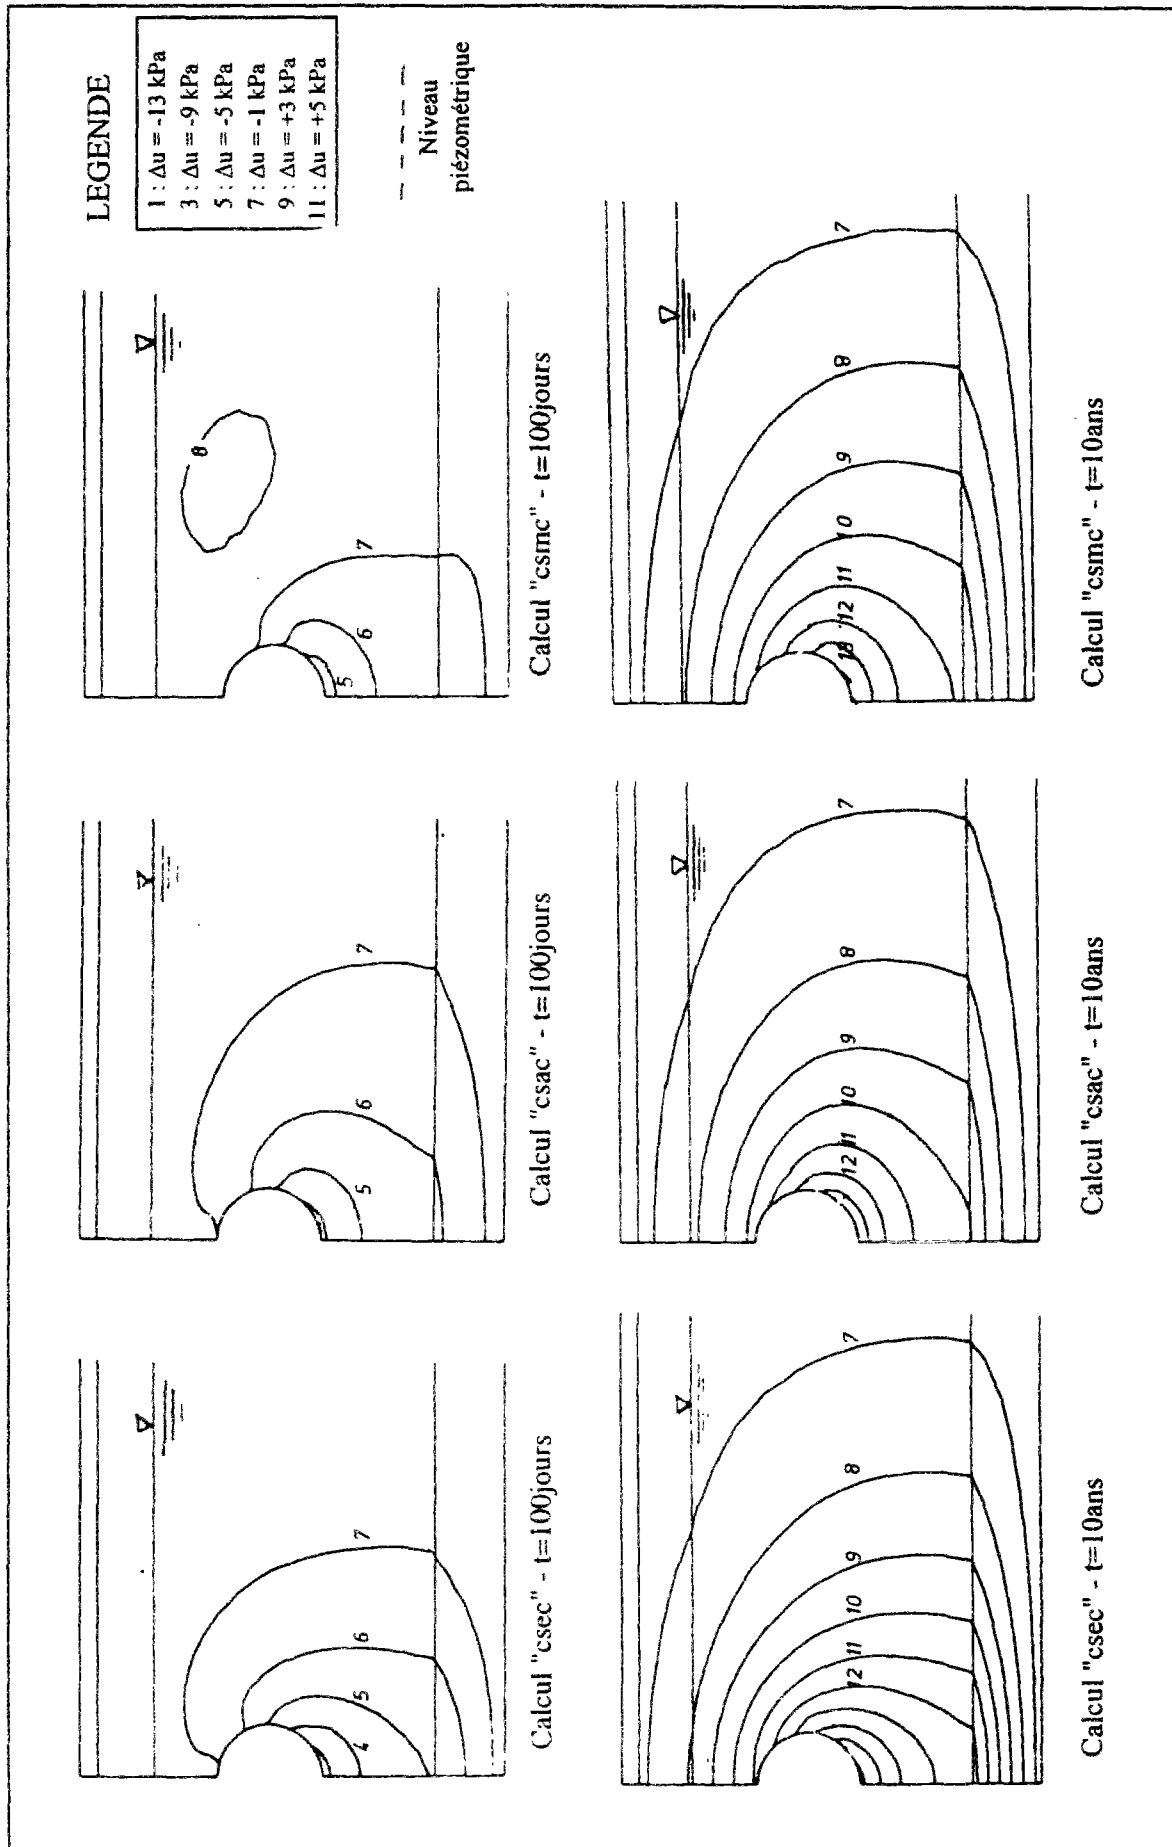 LEGENDE
1 : Δu = -13 kPa
3 : Δu = -9 kPa
5 : Δu = -5 kPa
7 : Δu = -1 kPa
9 : Δu = +3 kPa
11 : Δu = +5 kPa
Niveau
piézométrique
7
6
5
4
Calcul "csec" - t=100jours
7
6
5
Calcul "csac" - t=100jours
8
7
6
5
Calcul "csmc" - t=100jours
7
8
9
10
11
12
Calcul "csec" - t=10ans
7
8
9
10
11
12
Calcul "csac" - t=10ans
7
8
9
10
11
12
13
Calcul "csmc" - t=10ans